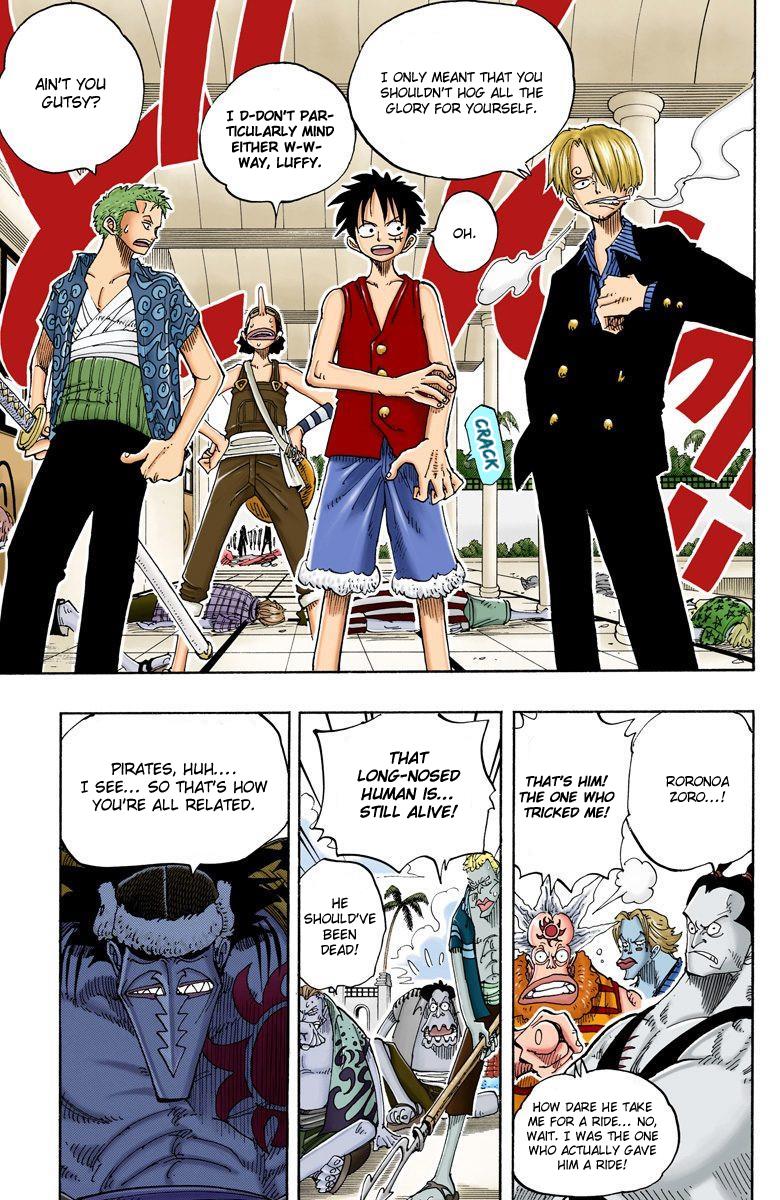 I ONLY MEANT THAT YOU
SHOULDN'T HOG ALL THE
GLORY FOR YOURSELF.
OH.
I D-DON'T PAR-
TICULARLY MIND
EITHER W-W-
WAY, LUFFY.
AIN'T YOU
GUTSY?
CRACK
RORONOA
ZORO...!
THAT'S HIM!
THE ONE WHO
TRICKED ME!
HOW DARE HE TAKE
ME FOR A RIDE... NO,
WAIT. I WAS THE ONE
WHO ACTUALLY GAVE
HIM A RIDE!
THAT
LONG-NOSED
HUMAN IS...
STILL ALIVE!
HE
SHOULD'VE
BEEN
DEAD!
PIRATES, HUH....
I SEE... SO THAT'S HOW
YOU'RE ALL RELATED.